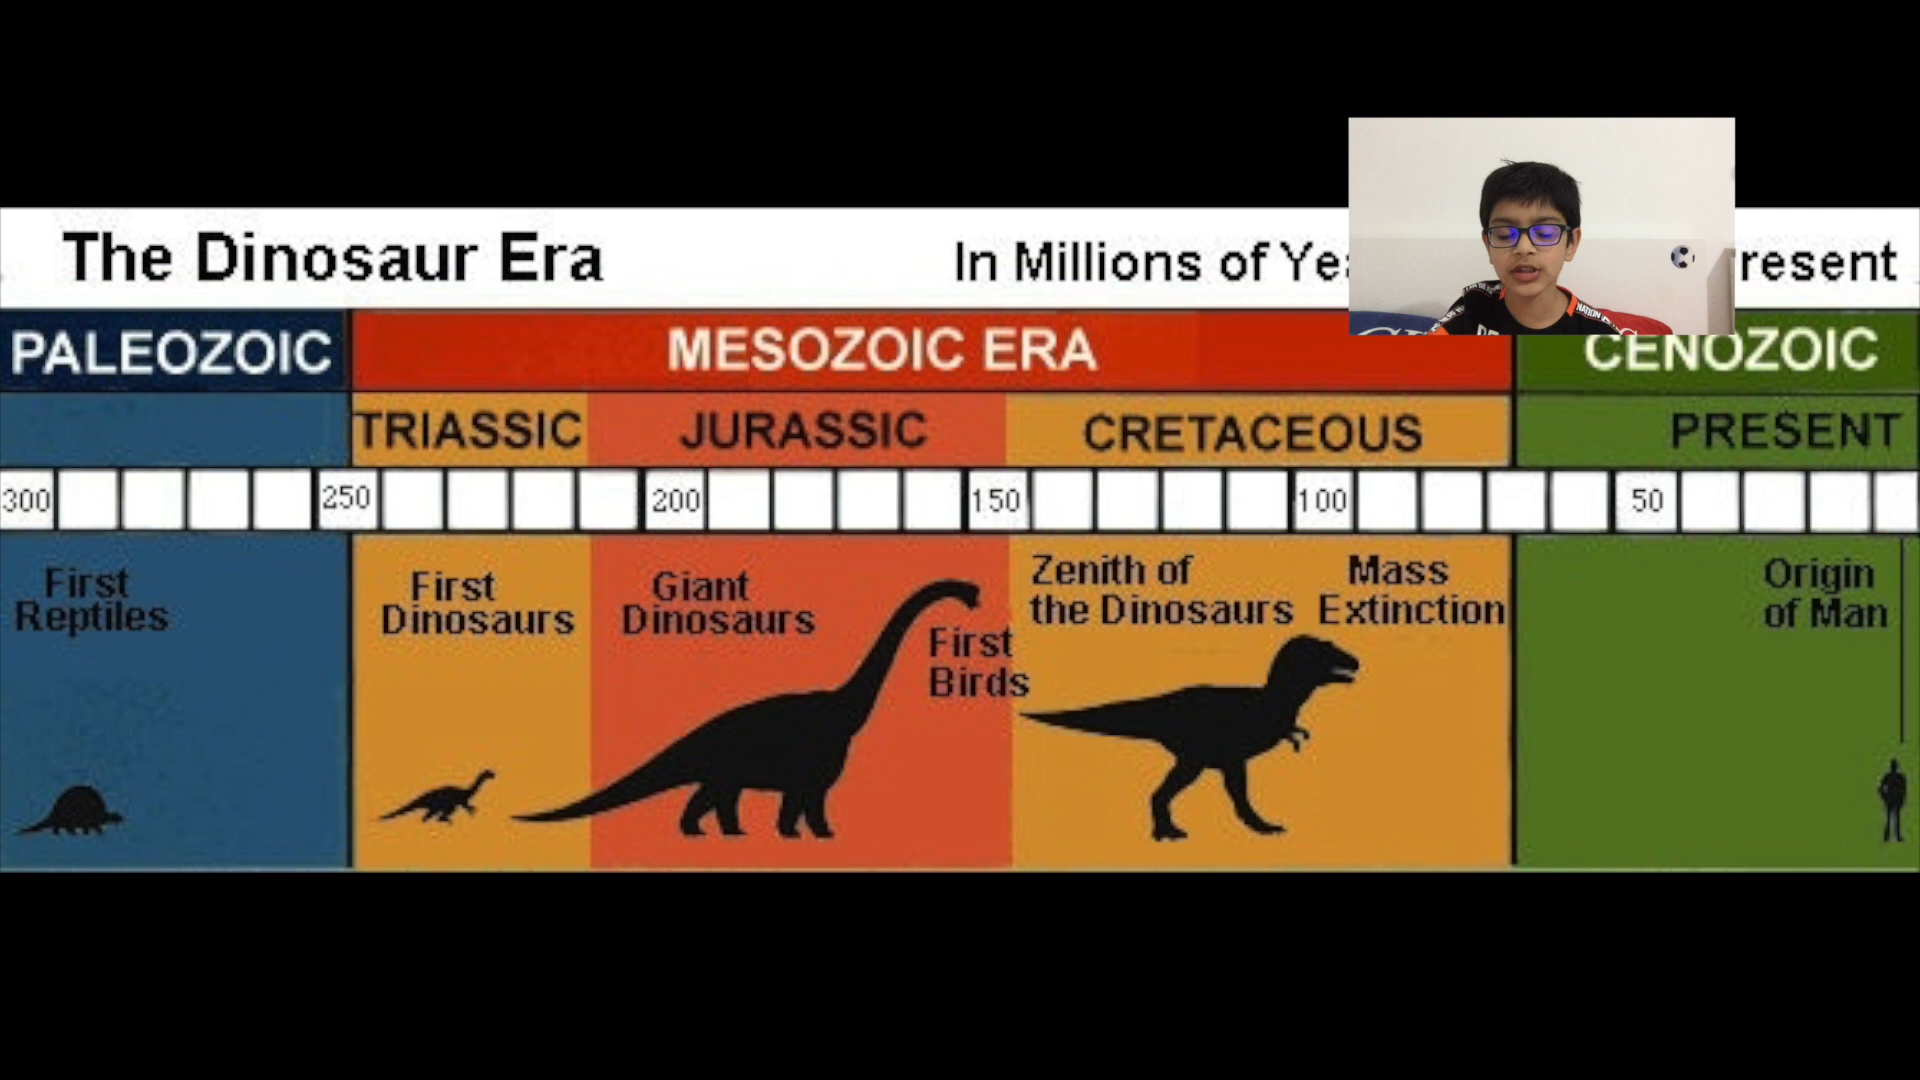 The Dinosaur Era
In Millions of Ye
resent
PALEOZOIC
MESOZOIC ERA
CENOZOIC
TRIASSIC
JURASSIC
CRETACEOUS
PRESENT
300 250 200 150 100 50
First
Reptiles
First
Dinosaurs
Giant
Dinosaurs
First
Birds
Zenith of
the Dinosaurs
Mass
Extinction
Origin
of Man
NATION